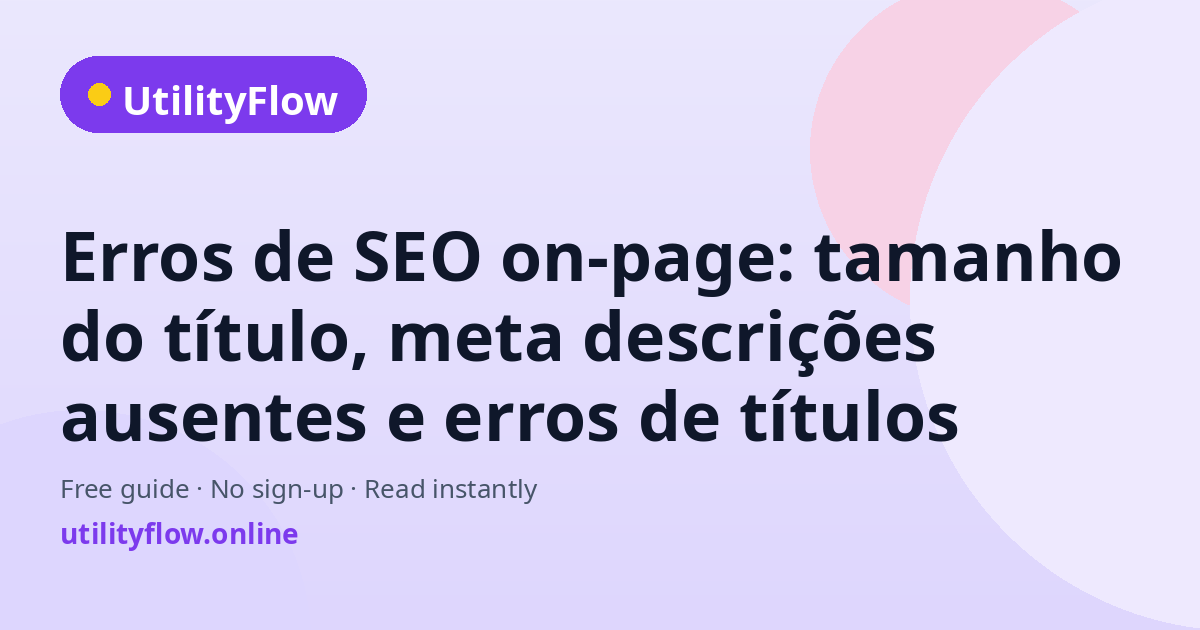 UtilityFlow
Erros de SEO on-page: tamanho
do título, meta descrições
ausentes e erros de títulos
Free guide · No sign-up · Read instantly
utilityflow.online